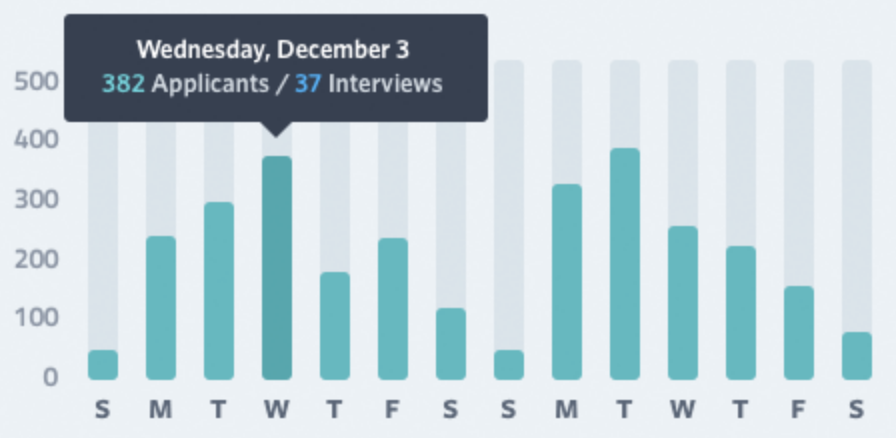 Wednesday, December 3
382 Applicants / 37 Interviews
500
400
300
200
100
0
S M T W T F S S M T W T F S